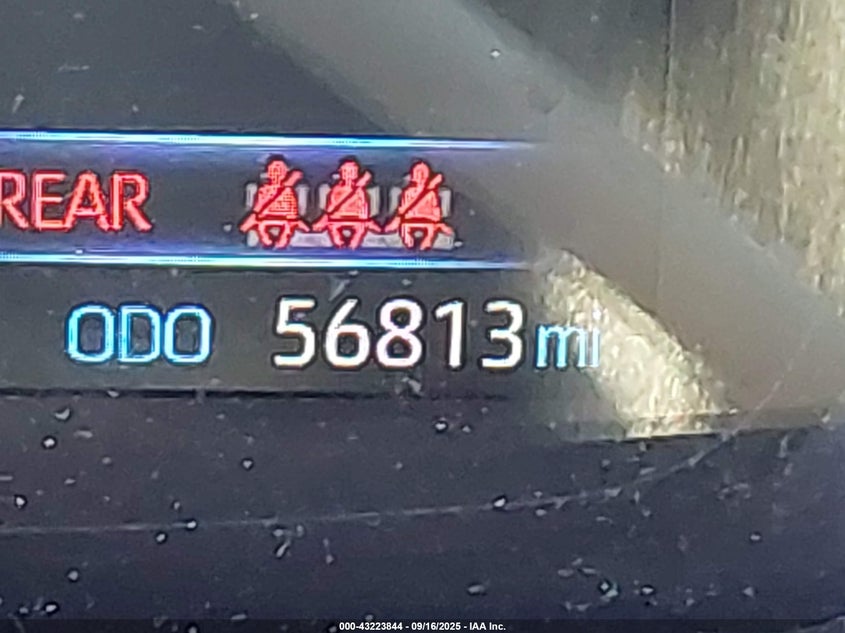 REAR
ODO 56813 mi
000-43223844 - 09/16/2025 - IAA Inc.